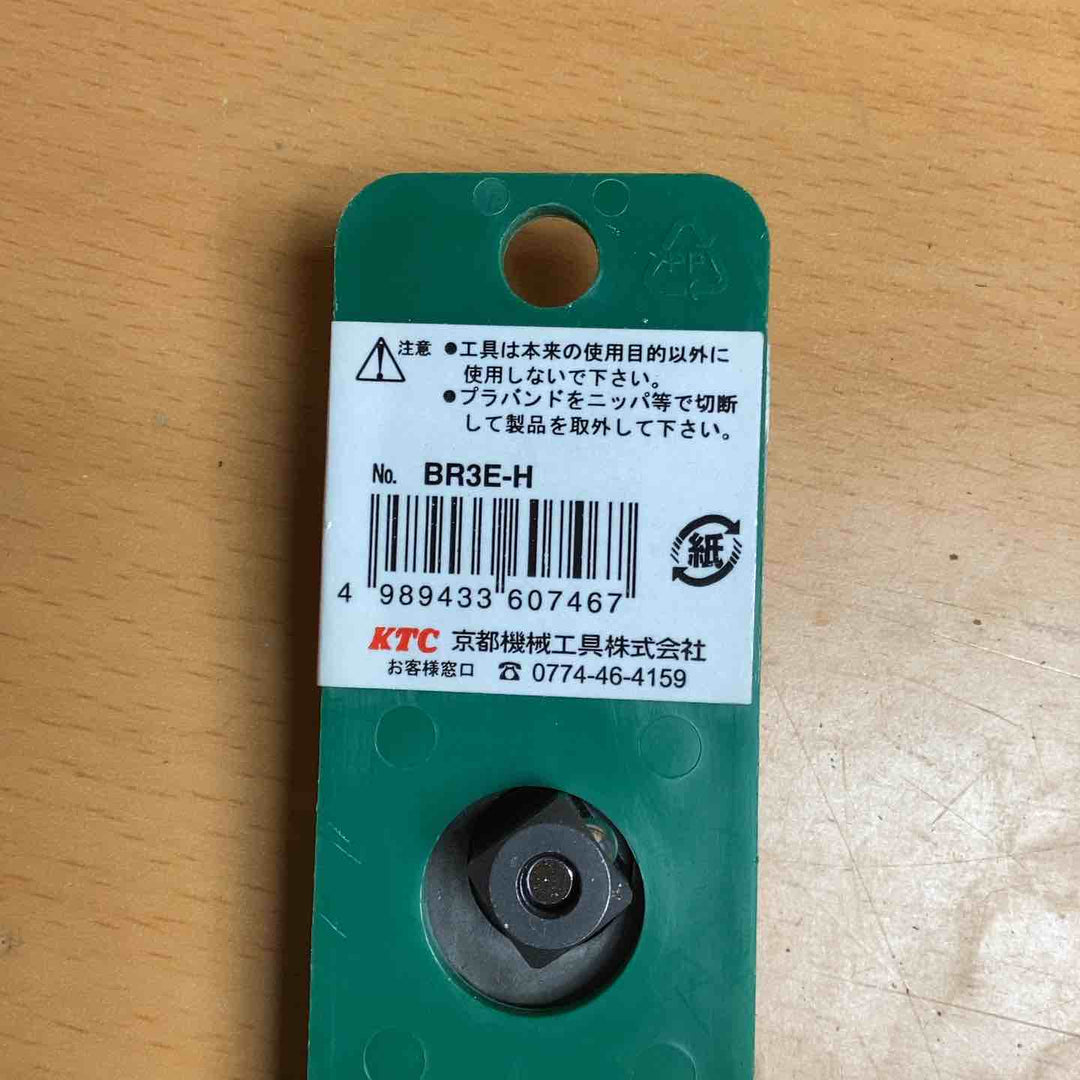 PP
注意 ●工具は本来の使用目的以外に
使用しないで下さい。
●プラバンドをニッパ等で切断
して製品を取外して下さい。
No. BR3E-H
紙
4 989433 607467
KTC 京都機械工具株式会社
お客様窓口 ☎ 0774-46-4159